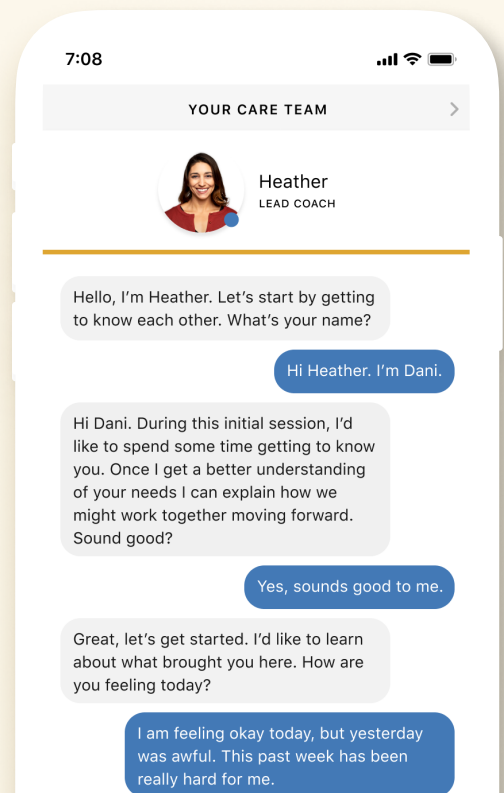 7:08
YOUR CARE TEAM
Heather
LEAD COACH
Hello, I’m Heather. Let’s start by getting
to know each other. What’s your name?
Hi Heather. I’m Dani.
Hi Dani. During this initial session, I’d
like to spend some time getting to know
you. Once I get a better understanding
of your needs I can explain how we
might work together moving forward.
Sound good?
Yes, sounds good to me.
Great, let’s get started. I’d like to learn
about what brought you here. How are
you feeling today?
I am feeling okay today, but yesterday
was awful. This past week has been
really hard for me.